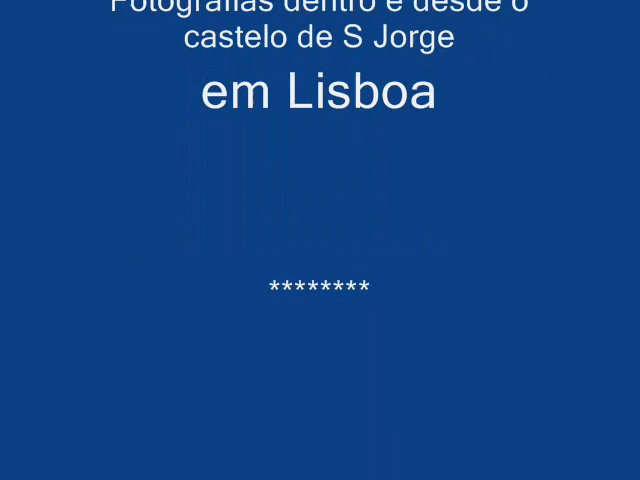 Fotografias dentro e desde o
castelo de S Jorge
em Lisboa
********